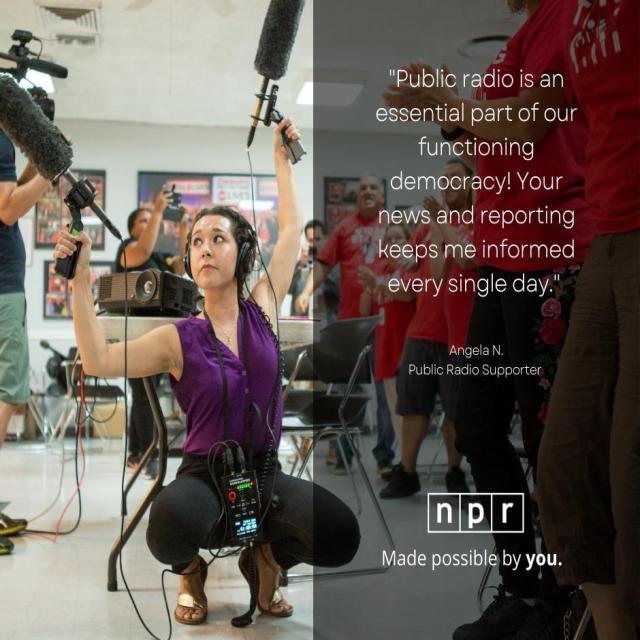 "Public radio is an
essential part of our
functioning
democracy! Your
news and reporting
keeps me informed
every single day."
Angela N.
Public Radio Supporter
npr
Made possible by you.